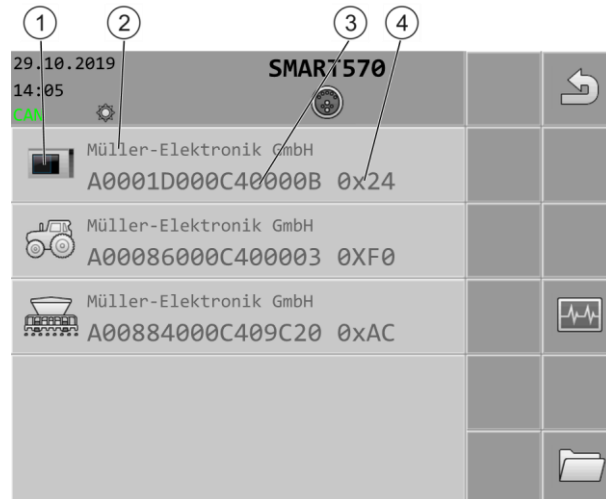 1 2 3 4
29.10.2019
SMART570
14:05
CAN
Müller-Elektronik GmbH
A0001D000C40000B 0x24
Müller-Elektronik GmbH
A00086000C400003 0XF0
Müller-Elektronik GmbH
A00884000C409C20 0xAC